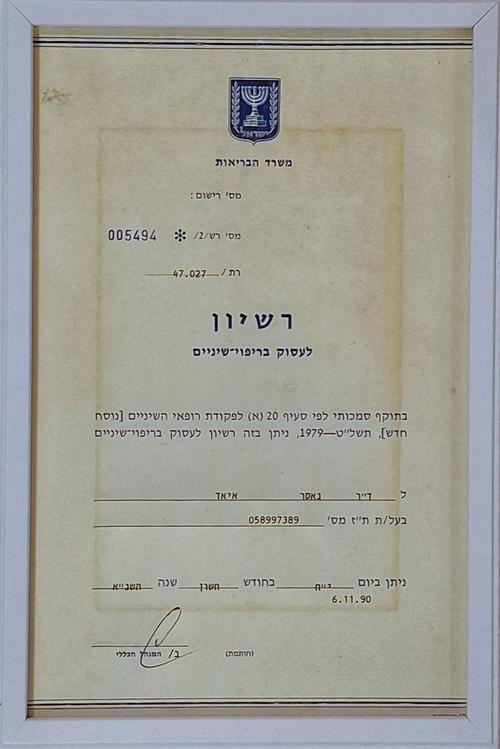 ישראל
משרד הבריאות
מס' רישום:
מס' רש/2/ * 005494
רת / 47.027
רשיון
לעסוק בריפוי־שיניים
בתוקף סמכותי לפי סעיף 20 (א) לפקודת רופאי השיניים [נוסח
חדש], תשל״ט—1979, ניתן בזה רשיון לעסוק בריפוי־שיניים
ל ד"ר נאסר איאד
בעל/ת ת״ז מס' 058997389
ניתן ביום י"ח בחודש חשון שנה תשנ"א
6.11.90
ב/ המנהל הכללי (חותמת)